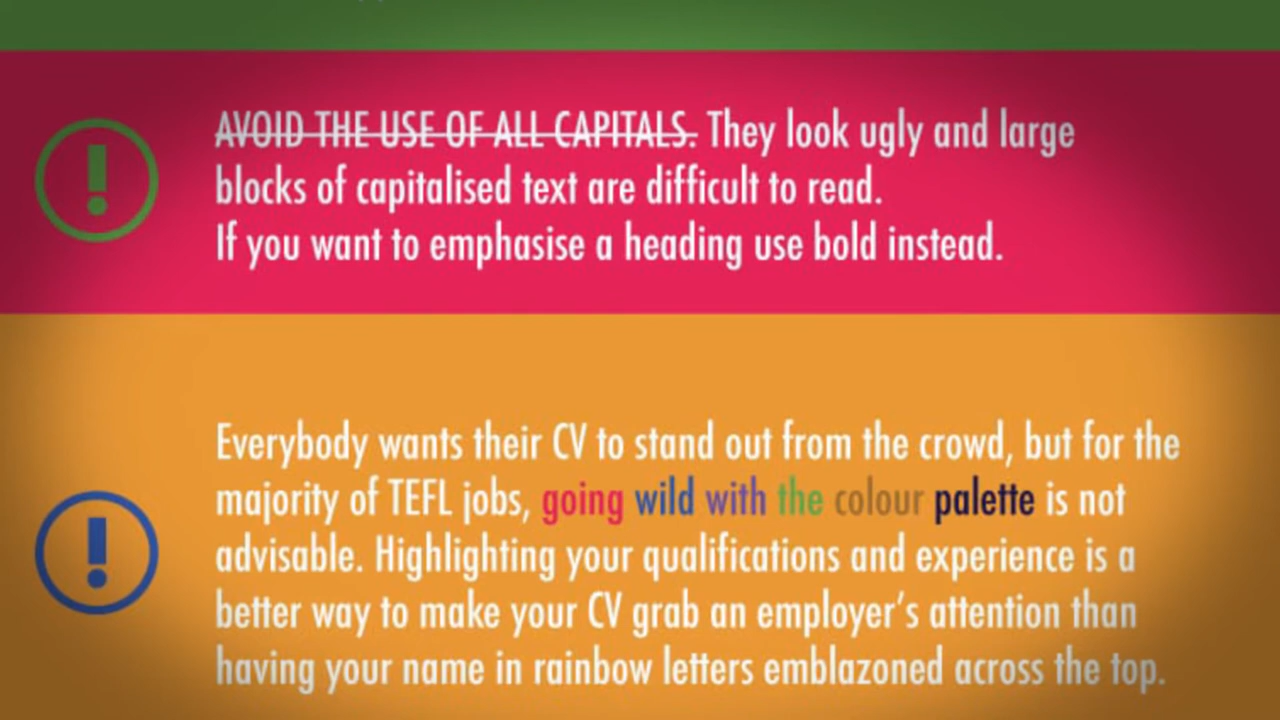 AVOID THE USE OF ALL CAPITALS. They look ugly and large
blocks of capitalised text are difficult to read.
If you want to emphasise a heading use bold instead.
Everybody wants their CV to stand out from the crowd, but for the
majority of TEFL jobs, going wild with the colour palette is not
advisable. Highlighting your qualifications and experience is a
better way to make your CV grab an employer's attention than
having your name in rainbow letters emblazoned across the top.